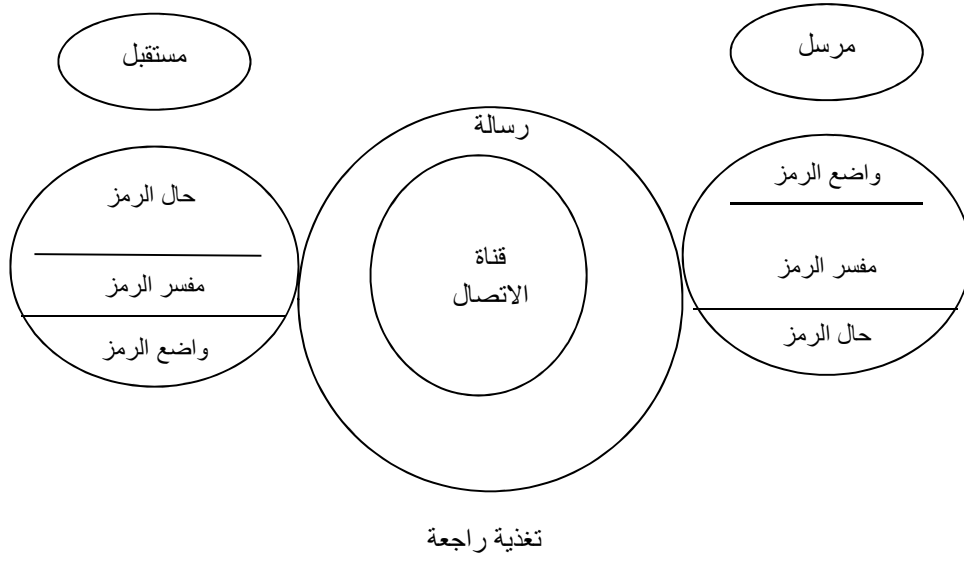 مرسل
مستقبل
رسالة
واضع الرمز
مفسر الرمز
حال الرمز
قناة
الاتصال
حال الرمز
مفسر الرمز
واضع الرمز
تغذية راجعة